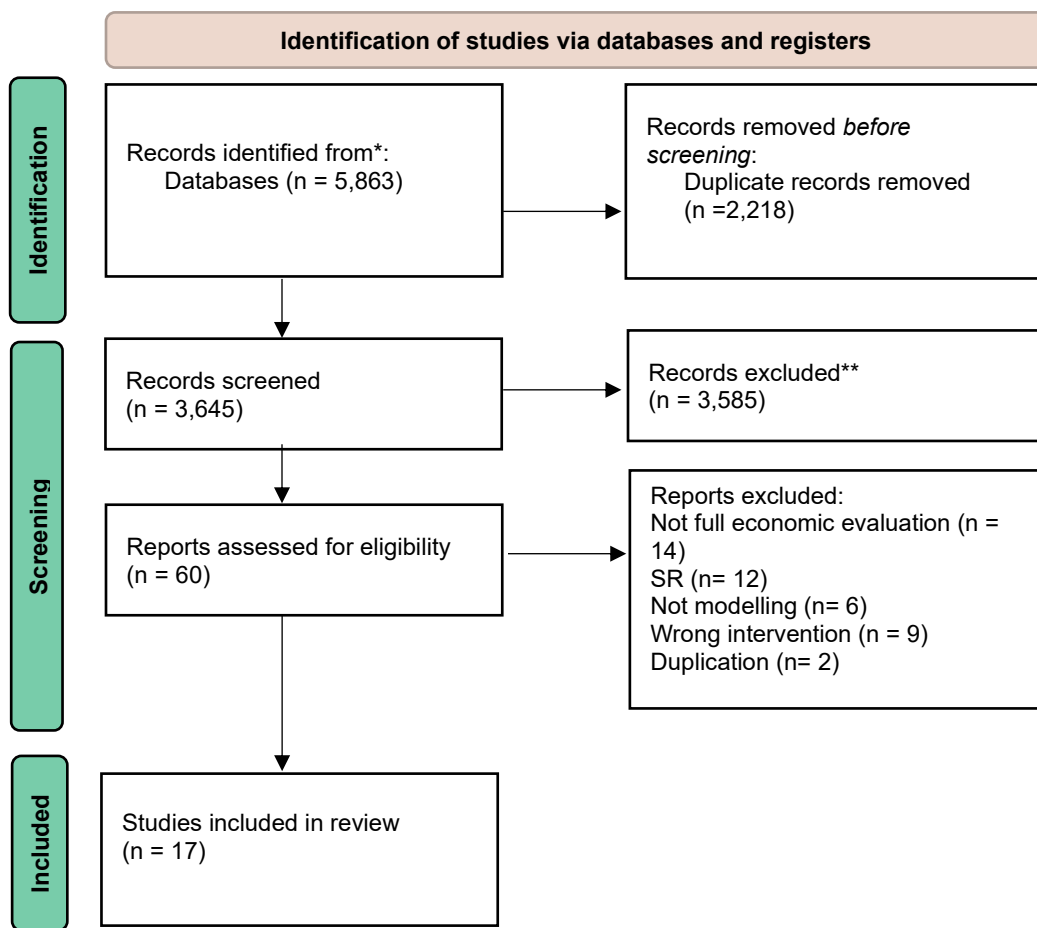 Identification of studies via databases and registers
Identification
Records identified from*:
Databases (n = 5,863)
Records removed before
screening:
Duplicate records removed
(n =2,218)
Screening
Records screened
(n = 3,645)
Records excluded**
(n = 3,585)
Reports assessed for eligibility
(n = 60)
Reports excluded:
Not full economic evaluation (n =
14)
SR (n= 12)
Not modelling (n= 6)
Wrong intervention (n = 9)
Duplication (n= 2)
Included
Studies included in review
(n = 17)